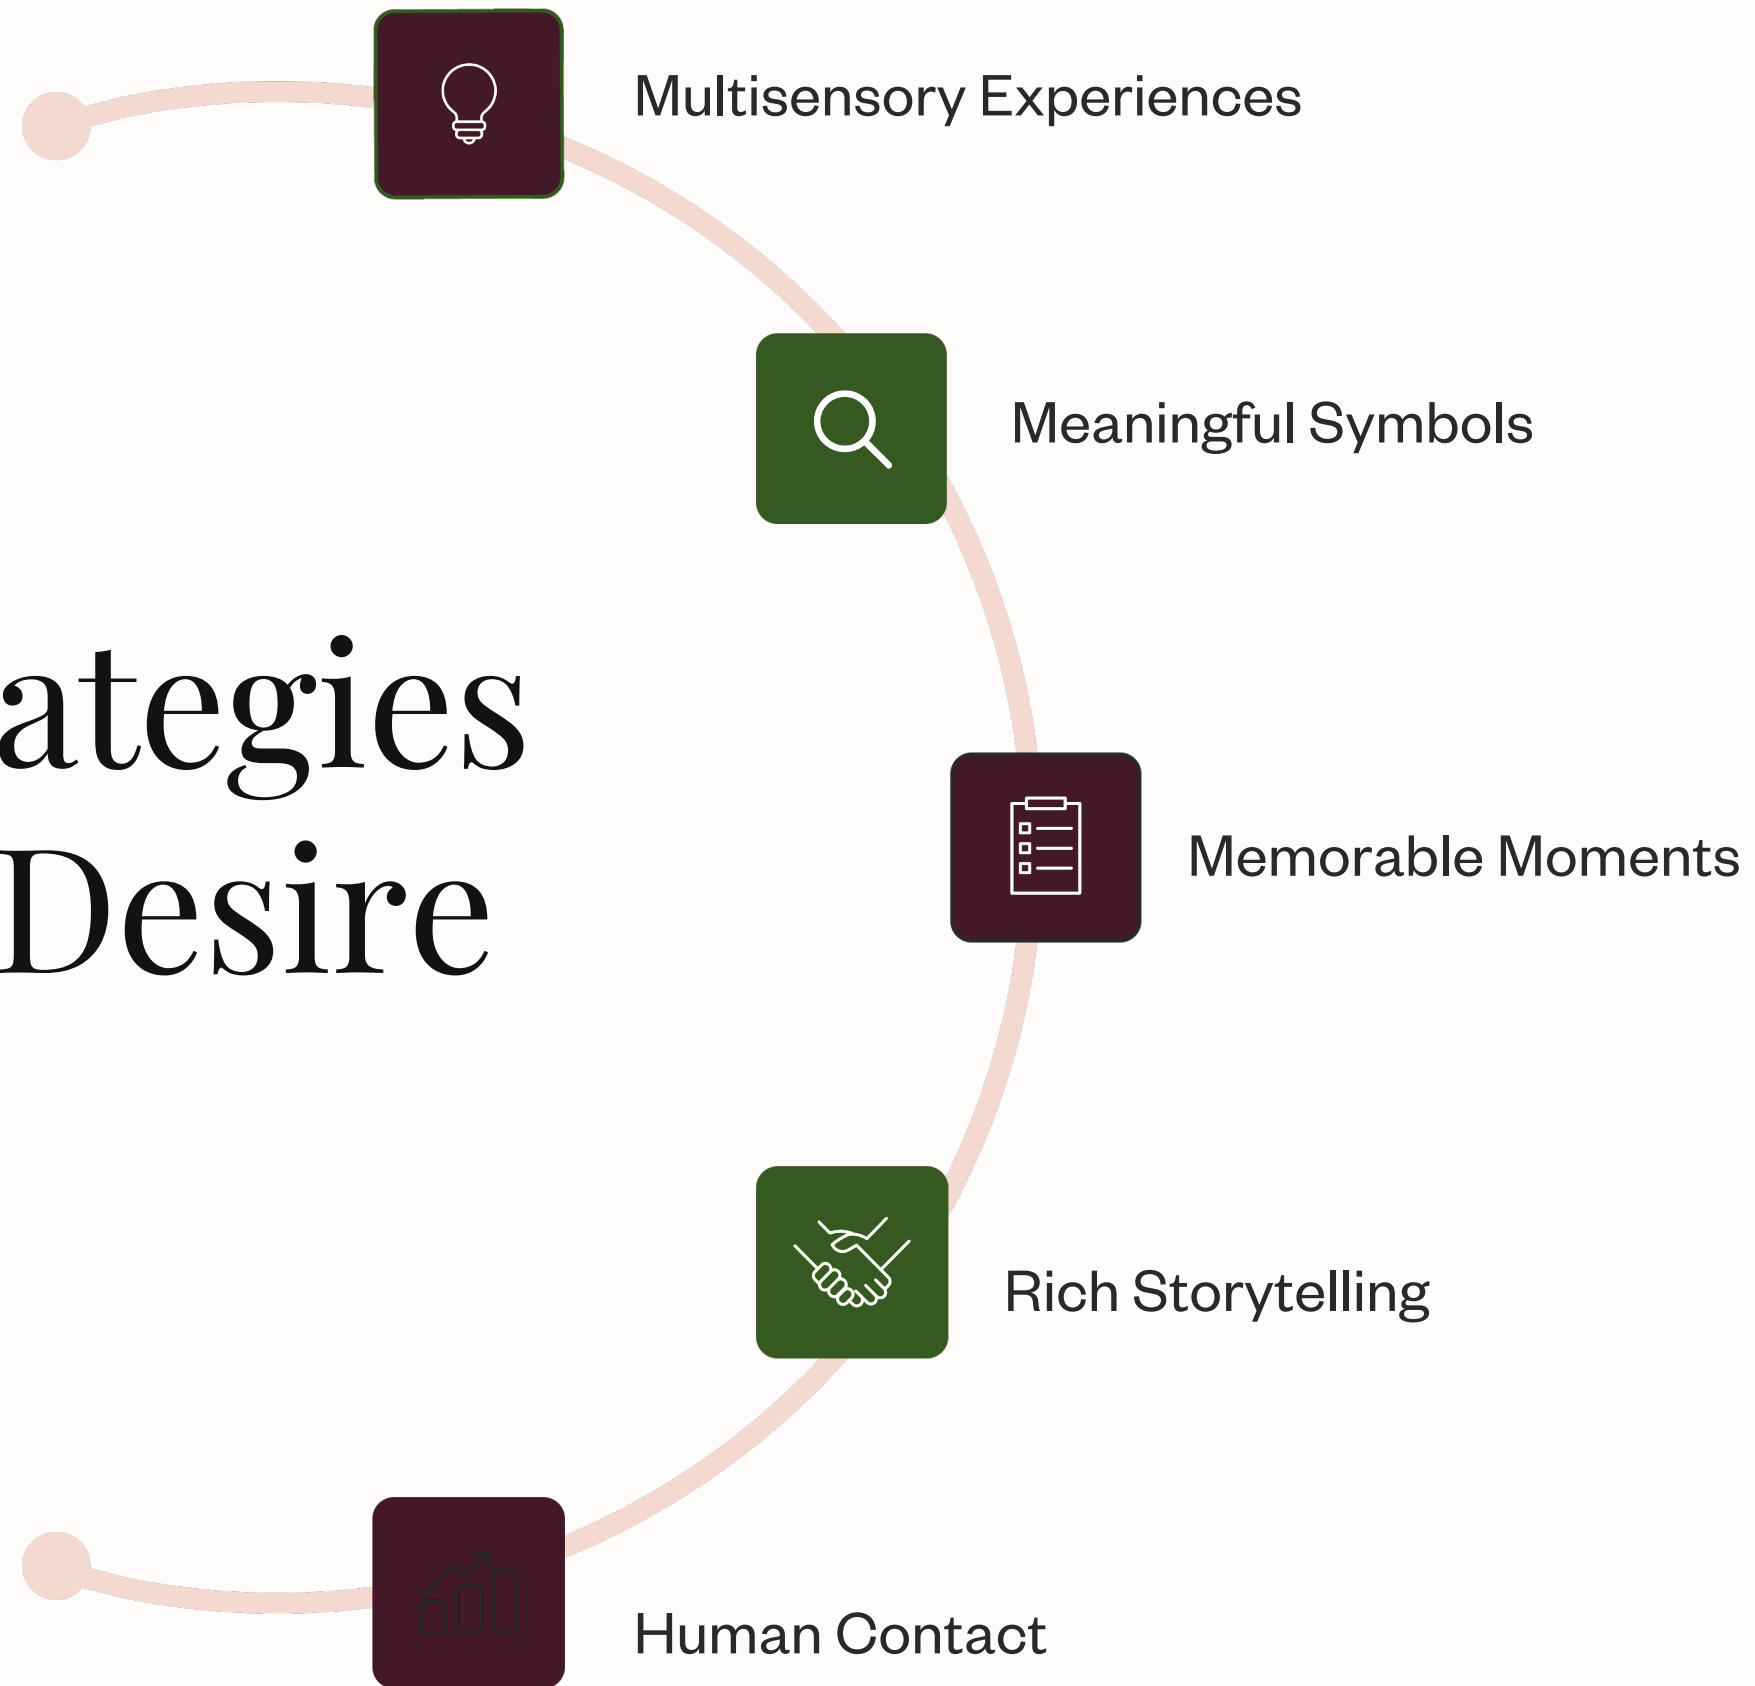 Multisensory Experiences
Meaningful Symbols
ategies
Desire
Memorable Moments
Rich Storytelling
Human Contact